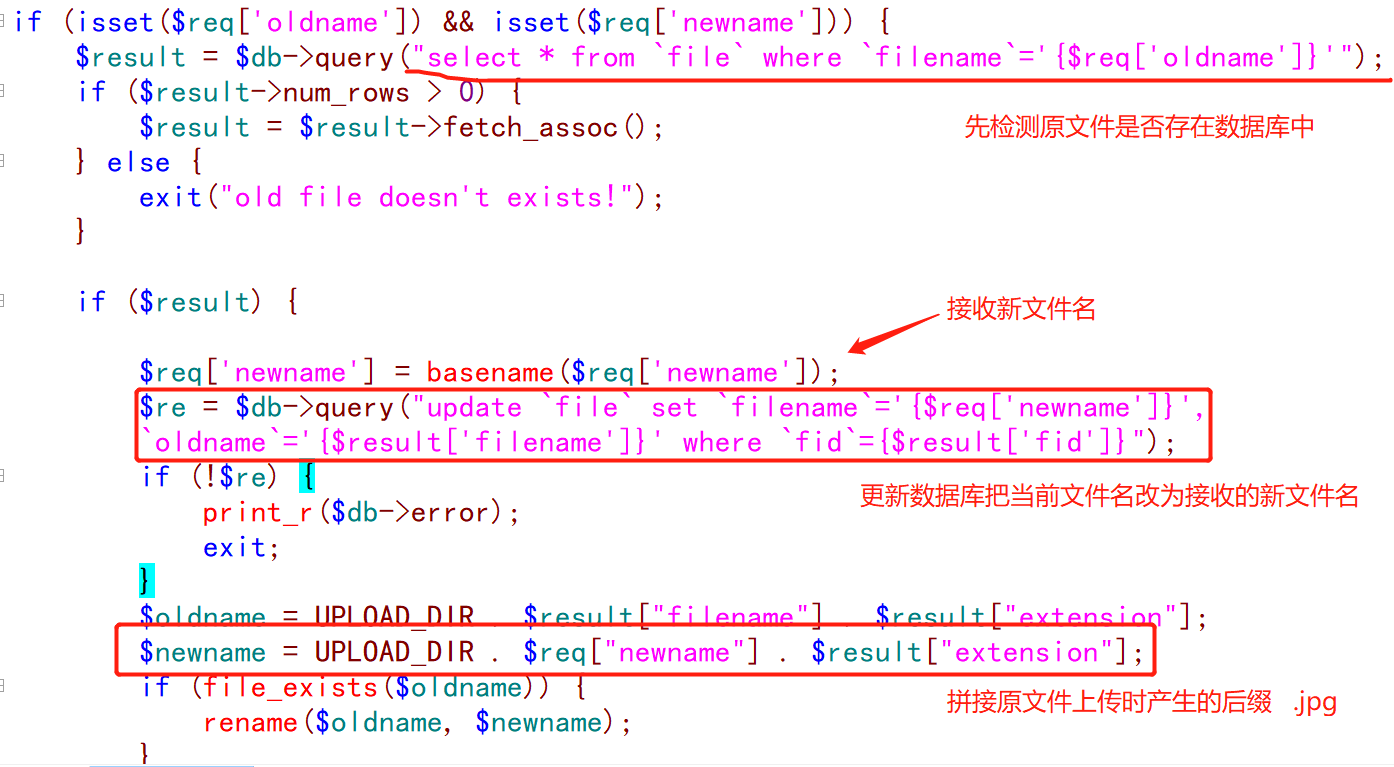 if (isset($req['oldname']) && isset($req['newname'])) {
$result = $db->query("select * from `file` where `filename`='{$req['oldname']}'");
if ($result->num_rows > 0) {
先检测原文件是否存在数据库中
$result = $result->fetch_assoc();
} else {
exit("old file doesn't exists!");
}
if ($result) {
接收新文件名
$req['newname'] = basename($req['newname']);
$re = $db->query("update `file` set `filename`='{$req['newname']}',
`oldname`='{$result['filename']}' where `fid`={$result['fid']}");
if (!$re) {
更新数据库把当前文件名改为接收的新文件名
print_r($db->error);
exit;
}
$oldname = UPLOAD_DIR . $result["filename"] . $result["extension"];
$newname = UPLOAD_DIR . $req["newname"] . $result["extension"];
if (file_exists($oldname)) {
拼接原文件上传时产生的后缀 .jpg
rename($oldname, $newname);
}